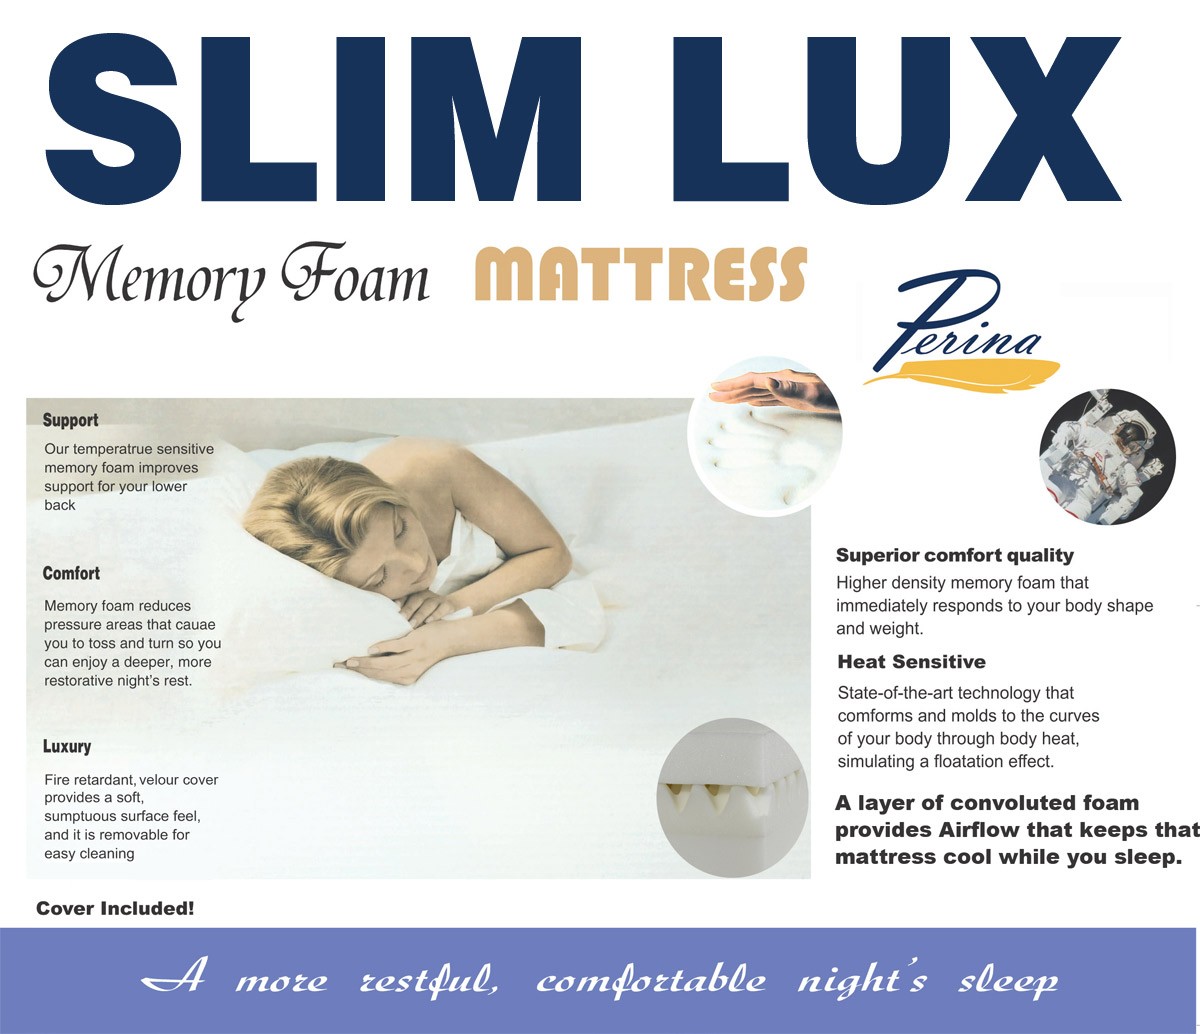 SLIM LUX
Memory Foam MATTRESS
Perina
Support
Our temperatrue sensitive
memory foam improves
support for your lower
back
Comfort
Memory foam reduces
pressure areas that cauae
you to toss and turn so you
can enjoy a deeper, more
restorative night's rest.
Luxury
Fire retardant, velour cover
provides a soft,
sumptuous surface feel,
and it is removable for
easy cleaning
Superior comfort quality
Higher density memory foam that
immediately responds to your body shape
and weight.
Heat Sensitive
State-of-the-art technology that
comforms and molds to the curves
of your body through body heat,
simulating a floatation effect.
A layer of convoluted foam
provides Airflow that keeps that
mattress cool while you sleep.
Cover Included!
A more restful, comfortable night's sleep